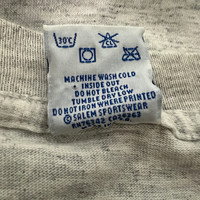 30°C
CL
MACHINE WASH COLD
INSIDE OUT
DO NOT BLEACH
TUMBLE DRY LOW
DO NOT IRON WHERE PRINTED
© SALEM SPORTSWEAR